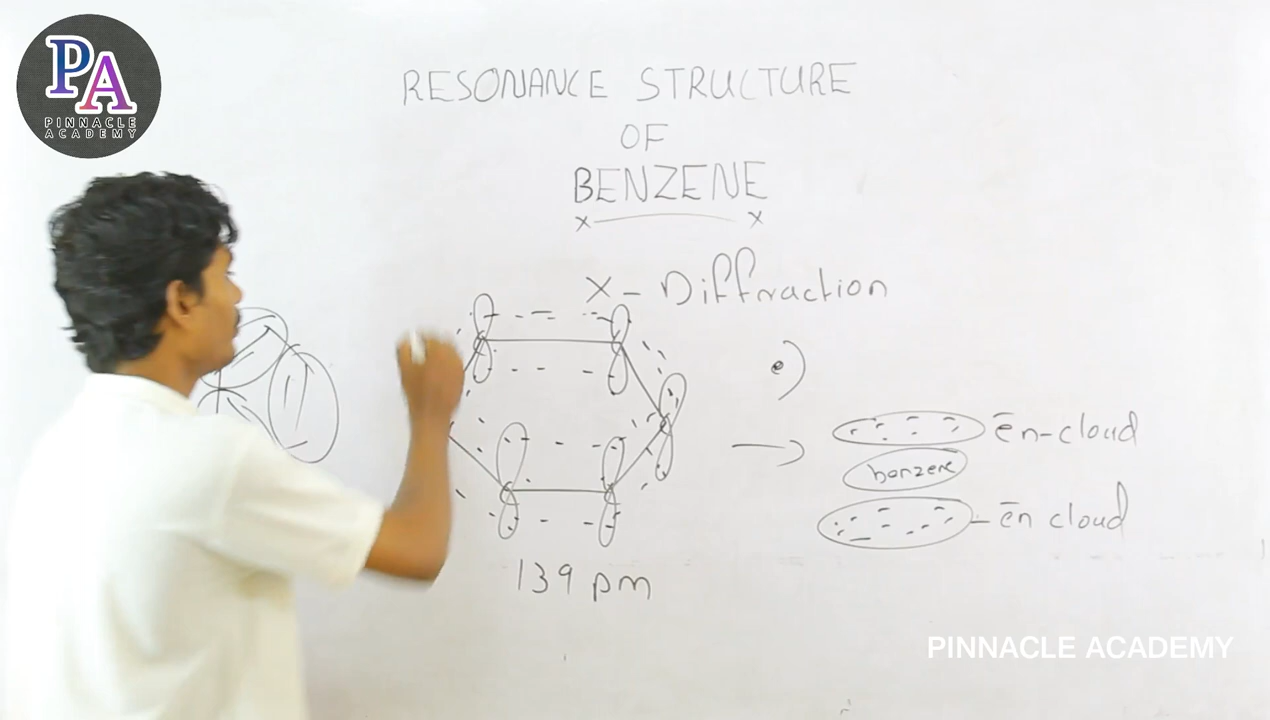 PA
PINNACLE
ACADEMY
RESONANCE STRUCTURE
OF
BENZENE
X - Diffraction
e)
ēn-cloud
benzene
ēn cloud
139 pm
PINNACLE ACADEMY